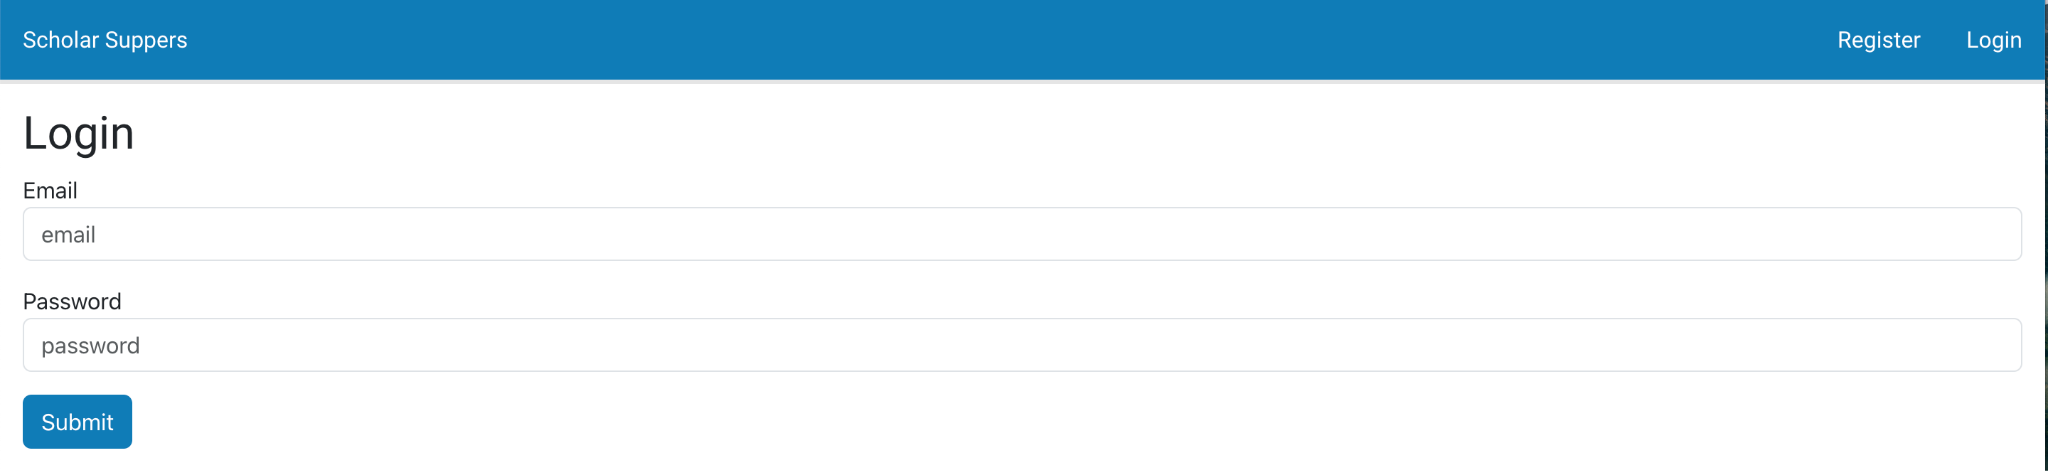 Scholar Suppers
Register
Login
Login
Email
email
Password
password
Submit